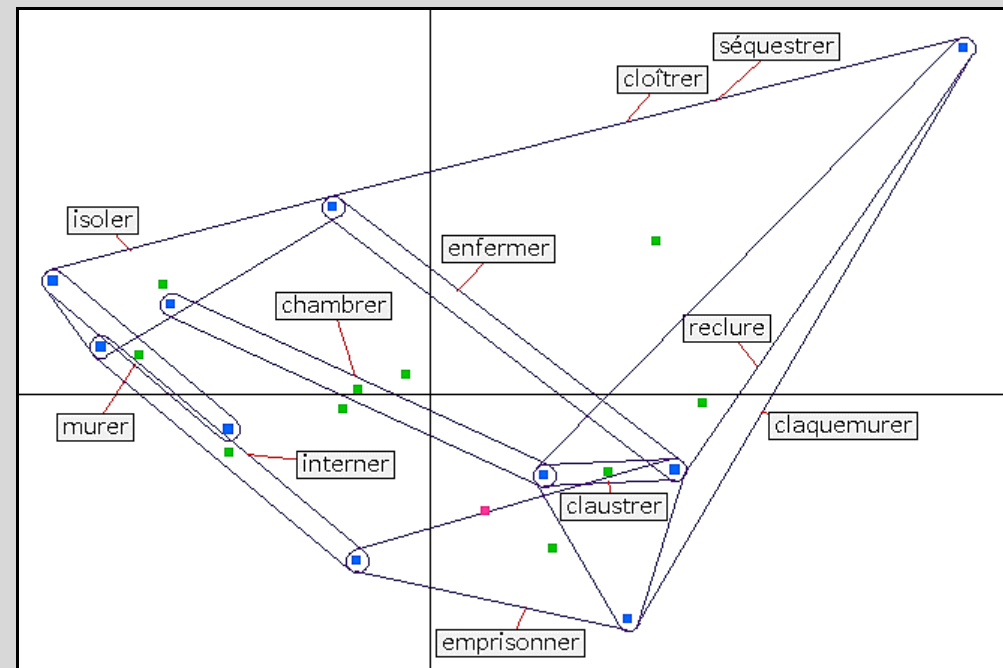 séquestrer
cloîtrer
isoler
enfermer
chambrer
reclure
murer
claquemurer
interner
claustrer
emprisonner